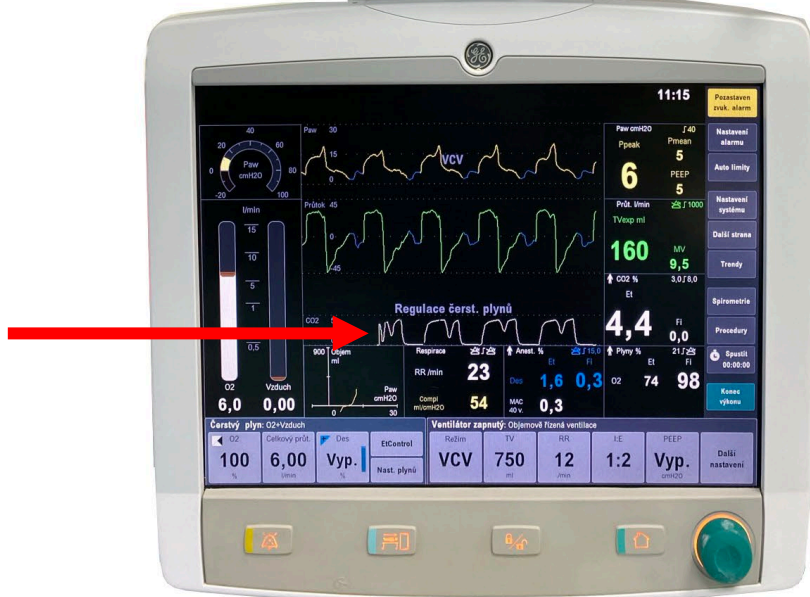 GE
11:15
Pozastaven
zvuk. alarm
40
20
60
0
Paw
cmH2O
80
-20
100
Paw 30
15
VCV
0
Paw cmH2O
40
Ppeak
Pmean
6
5
PEEP
5
Nastavení
alarmu
Auto limity
l/min
15
10
5
1
0,5
Průtok 45
0
-45
Průt. l/min
1000
TVexp ml
160
MV
9,5
Nastavení
systému
Další strana
Trendy
Regulace čerst. plynů
CO2 5
CO2 %
3,0 8,0
Et
4,4
Fi
0,0
Spirometrie
Procedury
Spustit
00:00:00
Konec
výkonu
O2
Vzduch
6,0
0,00
900 Objem
ml
Paw
cmH2O
0
30
Respirace
RR /min
23
Compl
ml/cmH2O
54
Anest. %
15,0
Et
Fi
Des
1,6
0,3
MAC
40 v.
0,3
Plyny %
21
Et
Fi
O2
74
98
Čerstvý plyn: O2+Vzduch
O2
100
%
Celkový průt.
6,00
l/min
Des
Vyp.
%
EtControl
Nast. plynů
Ventilátor zapnutý: Objemově řízená ventilace
Režim
VCV
TV
750
ml
RR
12
/min
I:E
1:2
PEEP
Vyp.
cmH2O
Další
nastavení